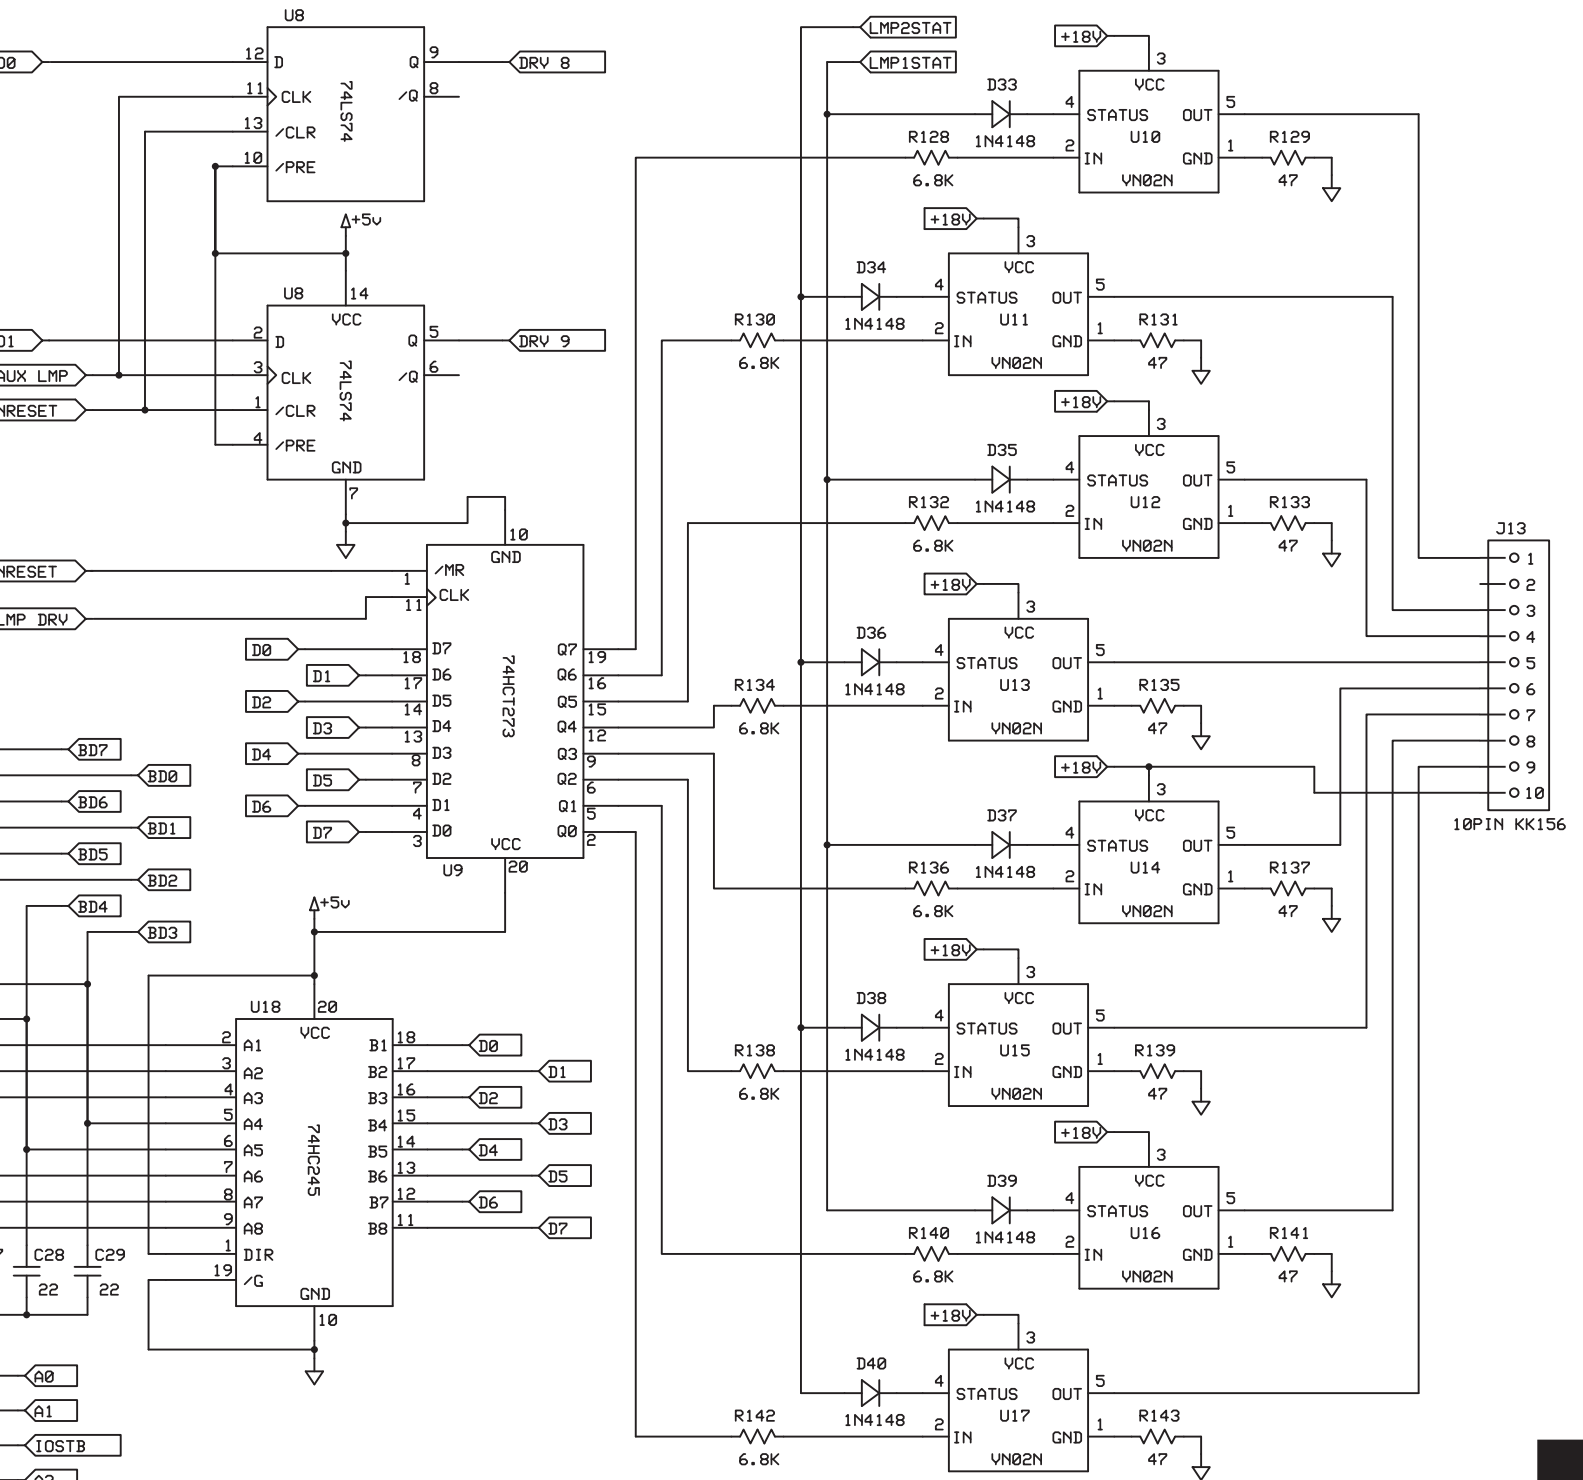 U8
D0
12
D
Q
9
DRV 8
11
CLK
/Q
8
13
/CLR
10
/PRE
74LS74
+5v
U8
14
VCC
D1
2
D
Q
5
DRV 9
AUX LMP
3
CLK
/Q
6
NRESET
1
/CLR
4
/PRE
74LS74
GND
7
10
GND
NRESET
1
/MR
LMP DRV
11
CLK
D0
18
D7
Q7
19
D1
17
D6
Q6
16
D2
14
D5
Q5
15
D3
13
D4
Q4
12
D4
8
D3
Q3
9
D5
7
D2
Q2
6
D6
4
D1
Q1
5
D7
3
D0
Q0
2
74HCT273
VCC
U9
20
BD7
BD0
BD6
BD1
BD5
BD2
BD4
BD3
+5v
U18
20
VCC
2
A1
B1
18
D0
3
A2
B2
17
D1
4
A3
B3
16
D2
5
A4
B4
15
D3
6
A5
B5
14
D4
7
A6
B6
13
D5
8
A7
B7
12
D6
9
A8
B8
11
D7
1
DIR
19
/G
74HC245
GND
10
C28
22
C29
22
A0
A1
IOSTB
LMP2STAT
LMP1STAT
+18V
3
VCC
D33
1N4148
4
STATUS
OUT
5
U10
R128
6.8K
2
IN
GND
1
R129
47
VN02N
+18V
3
VCC
D34
1N4148
4
STATUS
OUT
5
U11
R130
6.8K
2
IN
GND
1
R131
47
VN02N
+18V
3
VCC
D35
1N4148
4
STATUS
OUT
5
U12
R132
6.8K
2
IN
GND
1
R133
47
VN02N
+18V
3
VCC
D36
1N4148
4
STATUS
OUT
5
U13
R134
6.8K
2
IN
GND
1
R135
47
VN02N
+18V
3
VCC
D37
1N4148
4
STATUS
OUT
5
U14
R136
6.8K
2
IN
GND
1
R137
47
VN02N
+18V
3
VCC
D38
1N4148
4
STATUS
OUT
5
U15
R138
6.8K
2
IN
GND
1
R139
47
VN02N
+18V
3
VCC
D39
1N4148
4
STATUS
OUT
5
U16
R140
6.8K
2
IN
GND
1
R141
47
VN02N
+18V
3
VCC
D40
1N4148
4
STATUS
OUT
5
U17
R142
6.8K
2
IN
GND
1
R143
47
VN02N
J13
1
2
3
4
5
6
7
8
9
10
10PIN KK156